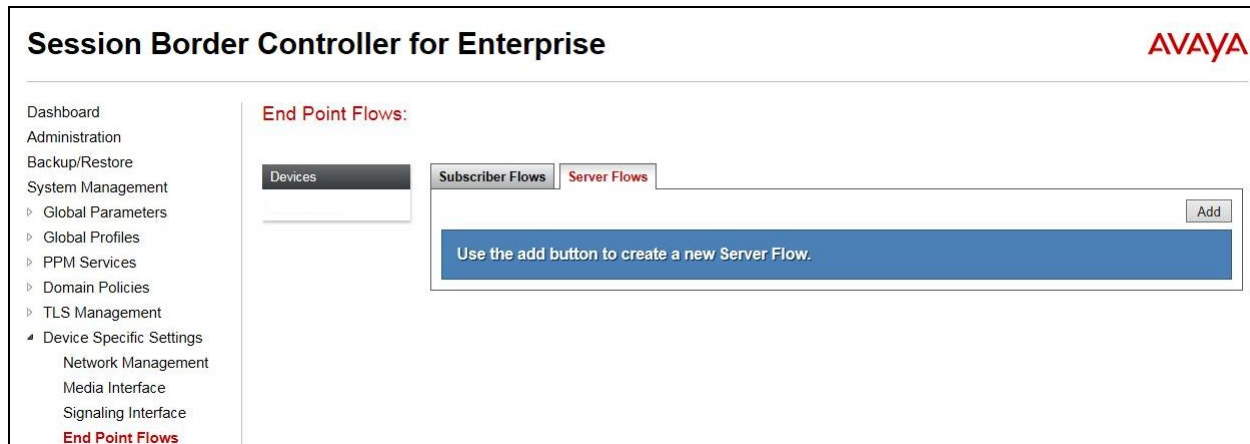 Session Border Controller for Enterprise
AVAYA
Dashboard
Administration
Backup/Restore
System Management
Global Parameters
Global Profiles
PPM Services
Domain Policies
TLS Management
Device Specific Settings
Network Management
Media Interface
Signaling Interface
End Point Flows
End Point Flows:
Devices
Subscriber Flows
Server Flows
Add
Use the add button to create a new Server Flow.